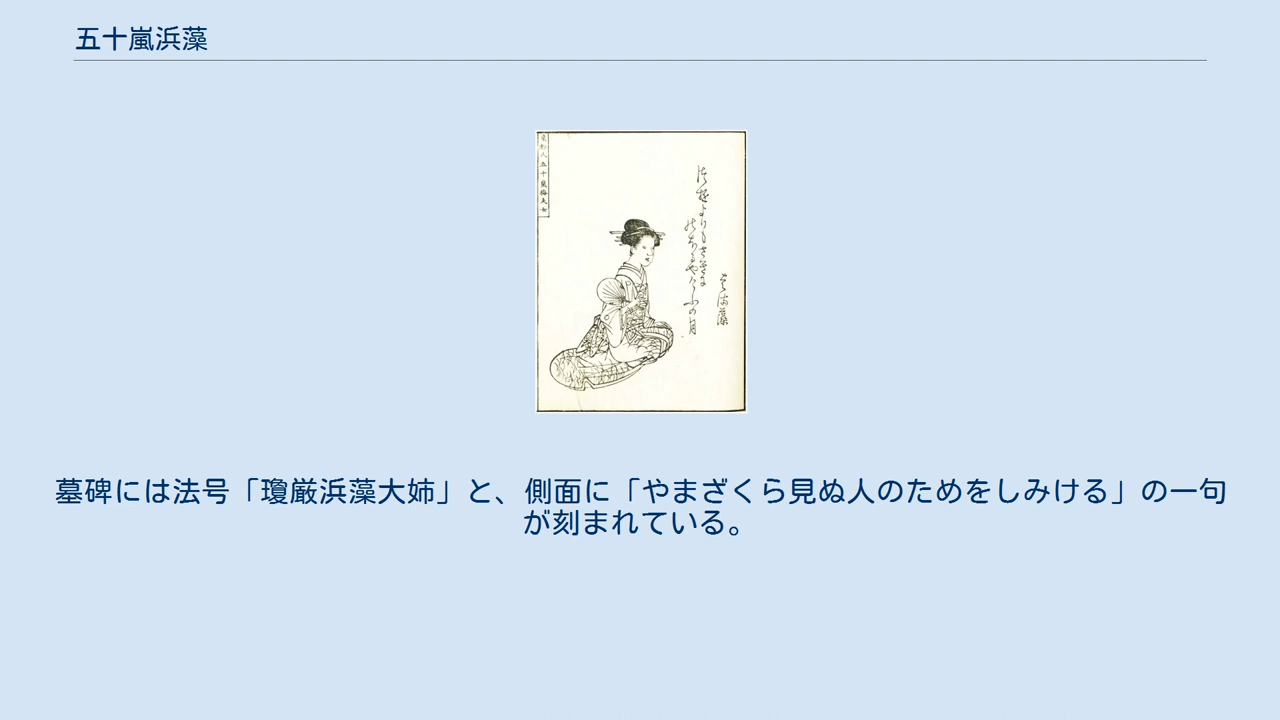 五十嵐浜藻
墓碑には法号「瓊厳浜藻大姉」と、側面に「やまざくら見ぬ人のためをしみける」の一句
が刻まれている。